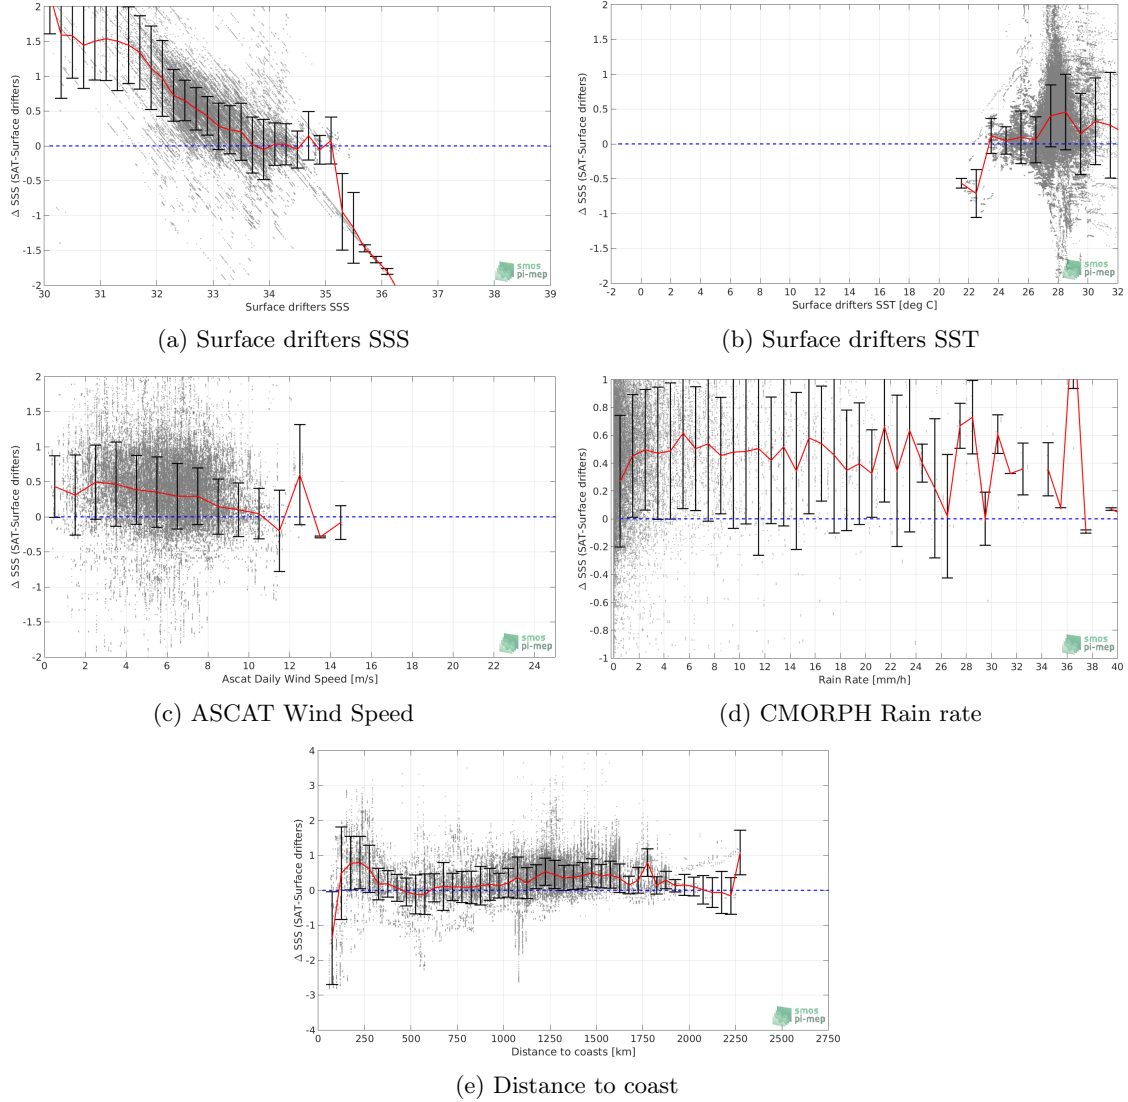 2
1.5
1
0.5
0
-0.5
-1
-1.5
-2
Δ SSS (SAT-Surface drifters)
30 31 32 33 34 35 36 37 38 39
Surface drifters SSS
smos
pi-mep
(a) Surface drifters SSS
2
1.5
1
0.5
0
-0.5
-1
-1.5
-2
Δ SSS (SAT-Surface drifters)
-2 0 2 4 6 8 10 12 14 16 18 20 22 24 26 28 30 32
Surface drifters SST [deg C]
smos
pi-mep
(b) Surface drifters SST
2
1.5
1
0.5
0
-0.5
-1
-1.5
-2
Δ SSS (SAT-Surface drifters)
0 2 4 6 8 10 12 14 16 18 20 22 24
Ascat Daily Wind Speed [m/s]
smos
pi-mep
(c) ASCAT Wind Speed
1
0.8
0.6
0.4
0.2
0
-0.2
-0.4
-0.6
-0.8
-1
Δ SSS (SAT-Surface drifters)
0 2 4 6 8 10 12 14 16 18 20 22 24 26 28 30 32 34 36 38 40
Rain Rate [mm/h]
smos
pi-mep
(d) CMORPH Rain rate
4
3
2
1
0
-1
-2
-3
-4
Δ SSS (SAT-Surface drifters)
0 250 500 750 1000 1250 1500 1750 2000 2250 2500 2750
Distance to coasts [km]
smos
pi-mep
(e) Distance to coast